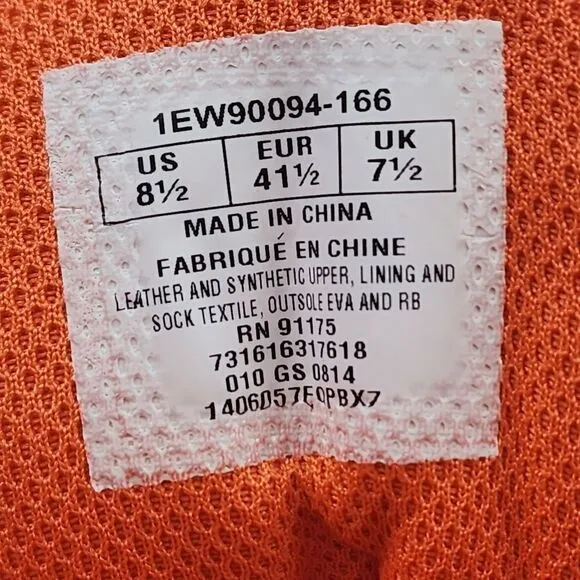 1EW90094-166
US EUR UK
8½ 41½ 7½
MADE IN CHINA
FABRIQUÉ EN CHINE
LEATHER AND SYNTHETIC UPPER, LINING AND
SOCK TEXTILE, OUTSOLE EVA AND RB
RN 91175
731616317618
010 GS 0814